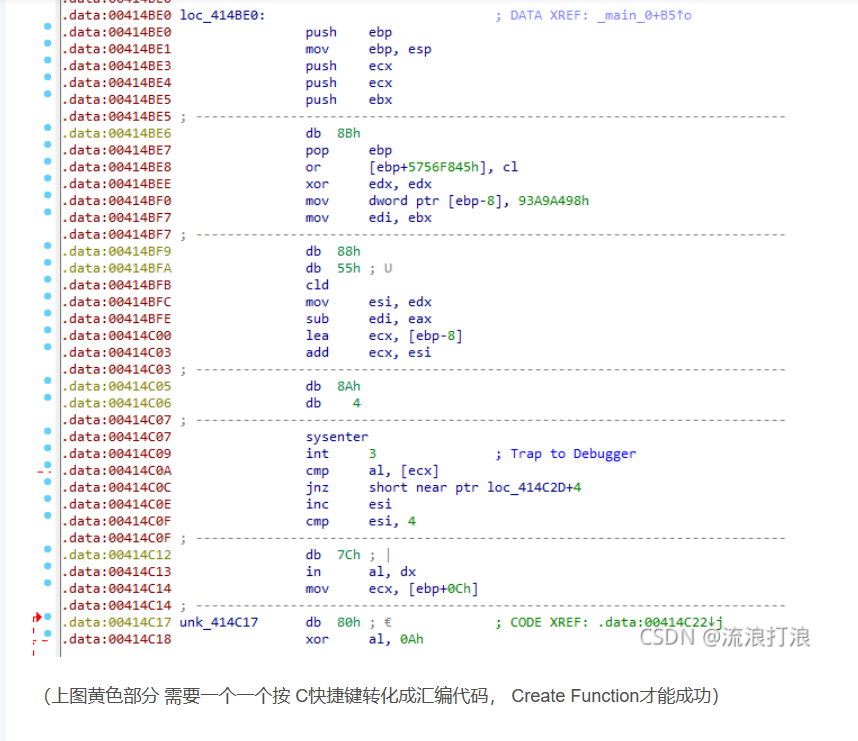 .data:00414BE0
.data:00414BE0 loc_414BE0: ; DATA XREF: _main_0+B5↑o
.data:00414BE0 push ebp
.data:00414BE1 mov ebp, esp
.data:00414BE3 push ecx
.data:00414BE4 push ecx
.data:00414BE5 push ebx
.data:00414BE5 ; ---------------------------------------------------------------------------
.data:00414BE6 db 8Bh
.data:00414BE7 pop ebp
.data:00414BE8 or [ebp+5756F845h], cl
.data:00414BEE xor edx, edx
.data:00414BF0 mov dword ptr [ebp-8], 93A9A498h
.data:00414BF7 mov edi, ebx
.data:00414BF7 ; ---------------------------------------------------------------------------
.data:00414BF9 db 88h
.data:00414BFA db 55h ; U
.data:00414BFB cld
.data:00414BFC mov esi, edx
.data:00414BFE sub edi, eax
.data:00414C00 lea ecx, [ebp-8]
.data:00414C03 add ecx, esi
.data:00414C03 ; ---------------------------------------------------------------------------
.data:00414C05 db 8Ah
.data:00414C06 db 4
.data:00414C07 ; ---------------------------------------------------------------------------
.data:00414C07 sysenter
.data:00414C09 int 3 ; Trap to Debugger
.data:00414C0A cmp al, [ecx]
.data:00414C0C jnz short near ptr loc_414C2D+4
.data:00414C0E inc esi
.data:00414C0F cmp esi, 4
.data:00414C0F ; ---------------------------------------------------------------------------
.data:00414C12 db 7Ch ; |
.data:00414C13 in al, dx
.data:00414C14 mov ecx, [ebp+0Ch]
.data:00414C14 ; ---------------------------------------------------------------------------
.data:00414C17 unk_414C17 db 80h ; € ; CODE XREF: .data:00414C22↓j
.data:00414C18 xor al, 0Ah
CSDN @流浪打浪
（上图黄色部分 需要一个一个按 C快捷键转化成汇编代码， Create Function才能成功）